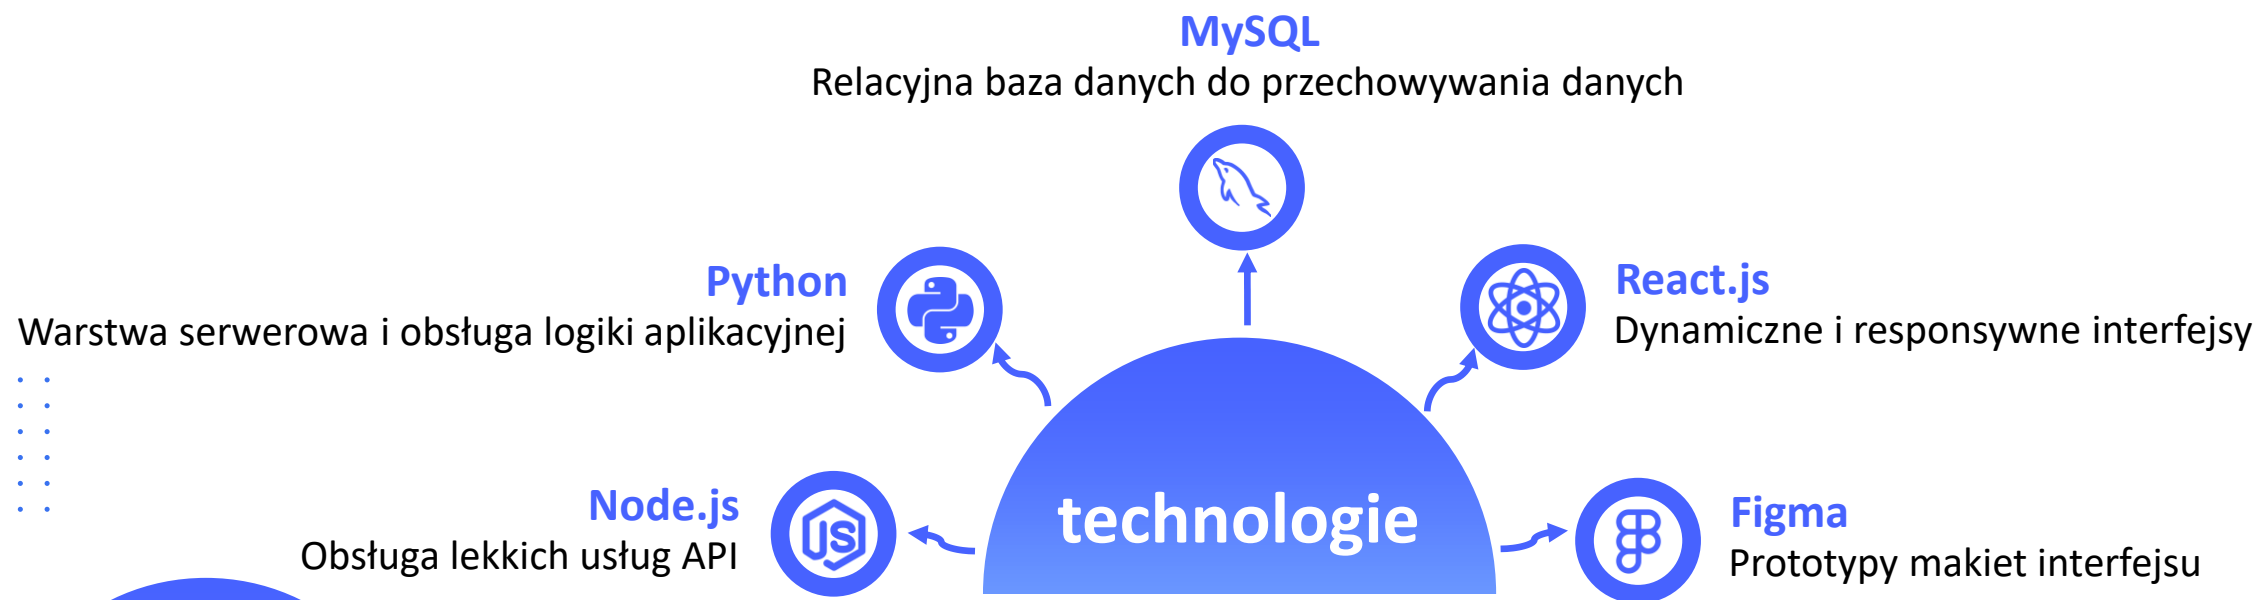 MySQL
Relacyjna baza danych do przechowywania danych
Python
Warstwa serwerowa i obsługa logiki aplikacyjnej
React.js
Dynamiczne i responsywne interfejsy
Node.js
Obsługa lekkich usług API
JS
technologie
Figma
Prototypy makiet interfejsu